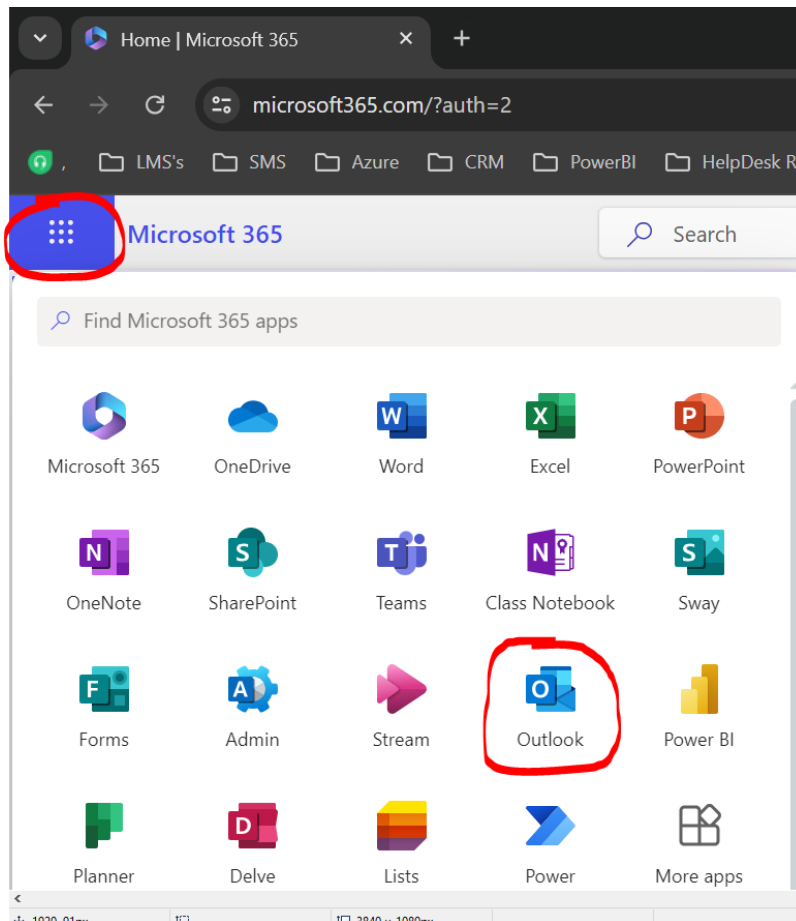 Home | Microsoft 365
microsoft365.com/?auth=2
, LMS's SMS Azure CRM PowerBI HelpDesk R
Microsoft 365 Search
Find Microsoft 365 apps
Microsoft 365 OneDrive Word Excel PowerPoint
OneNote SharePoint Teams Class Notebook Sway
Forms Admin Stream Outlook Power BI
Planner Delve Lists Power More apps